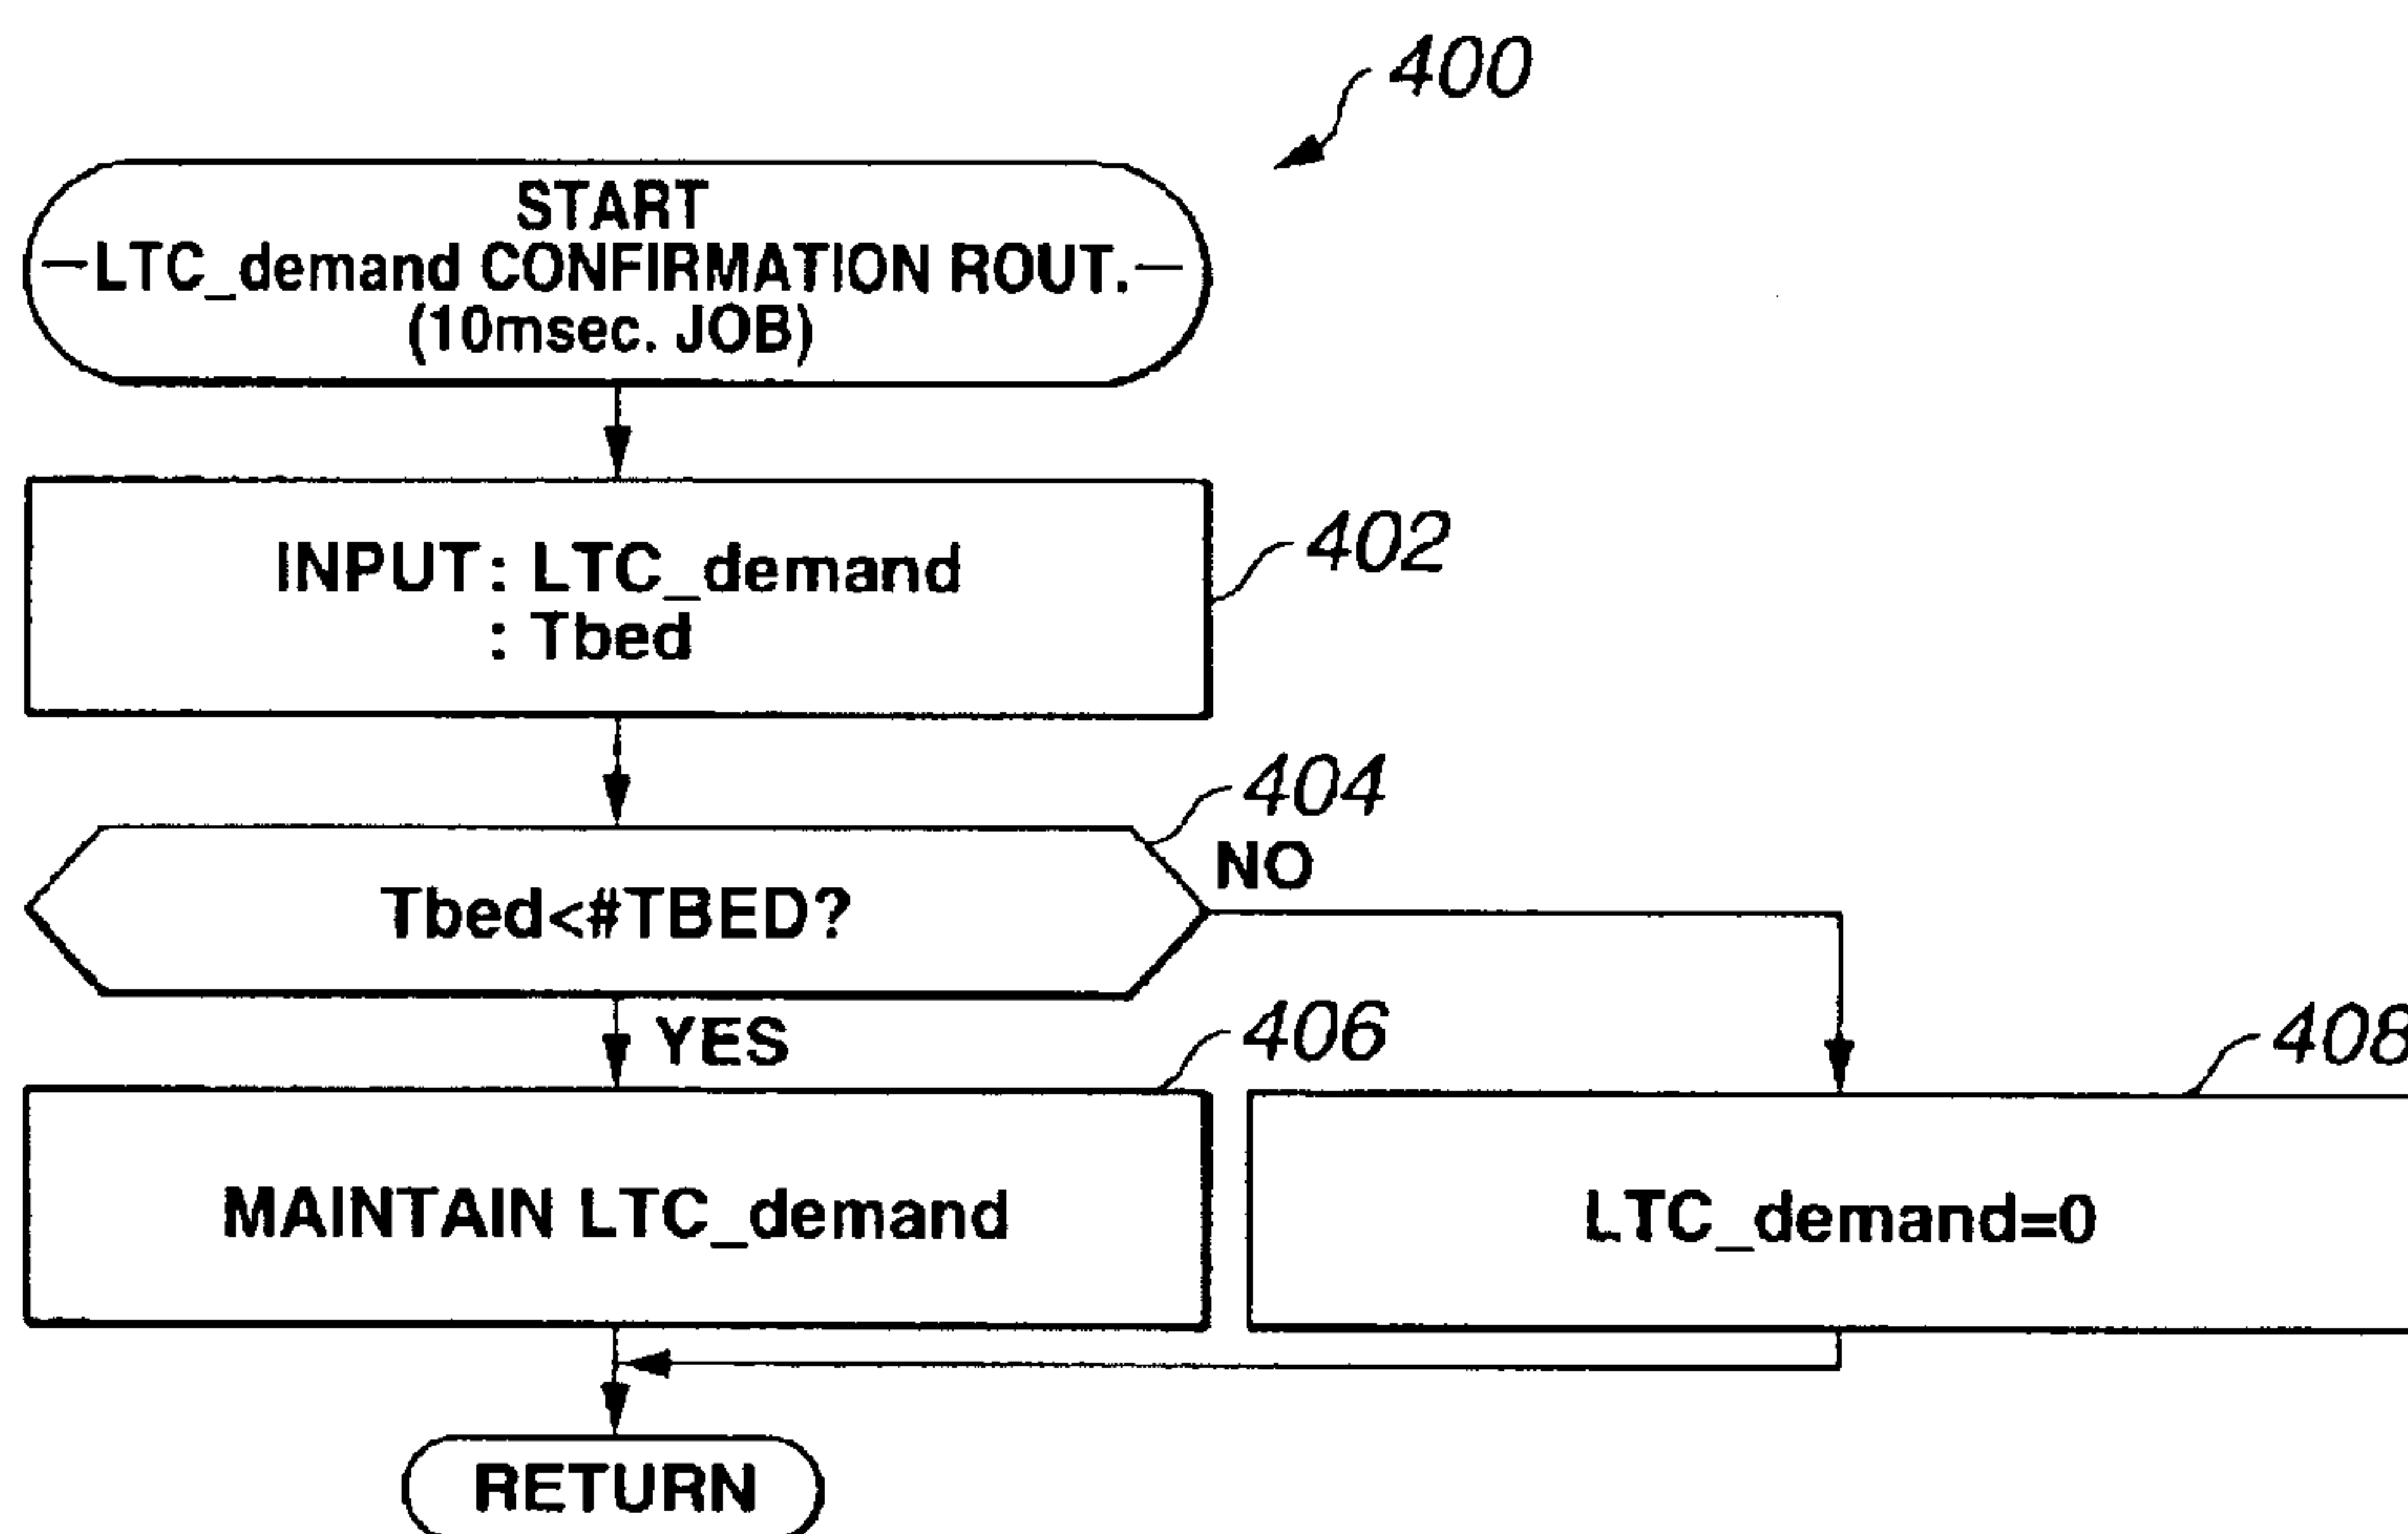 400
START
—LTC_demand CONFIRMATION ROUT.—
(10msec. JOB)
INPUT: LTC_demand
: Tbed
402
404
Tbed<#TBED?
NO
YES
406
408
MAINTAIN LTC_demand
LTC_demand=0
RETURN